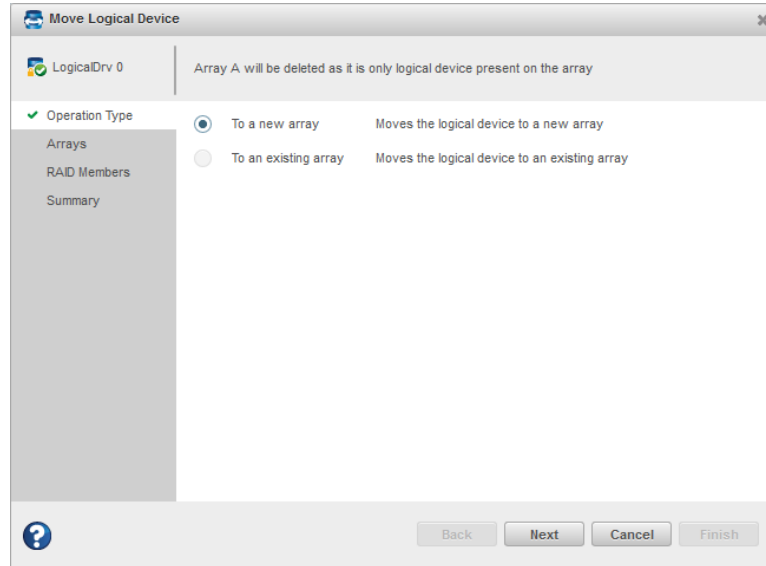 Move Logical Device
LogicalDrv 0
Array A will be deleted as it is only logical device present on the array
Operation Type
Arrays
RAID Members
Summary
To a new array Moves the logical device to a new array
To an existing array Moves the logical device to an existing array
? Back Next Cancel Finish